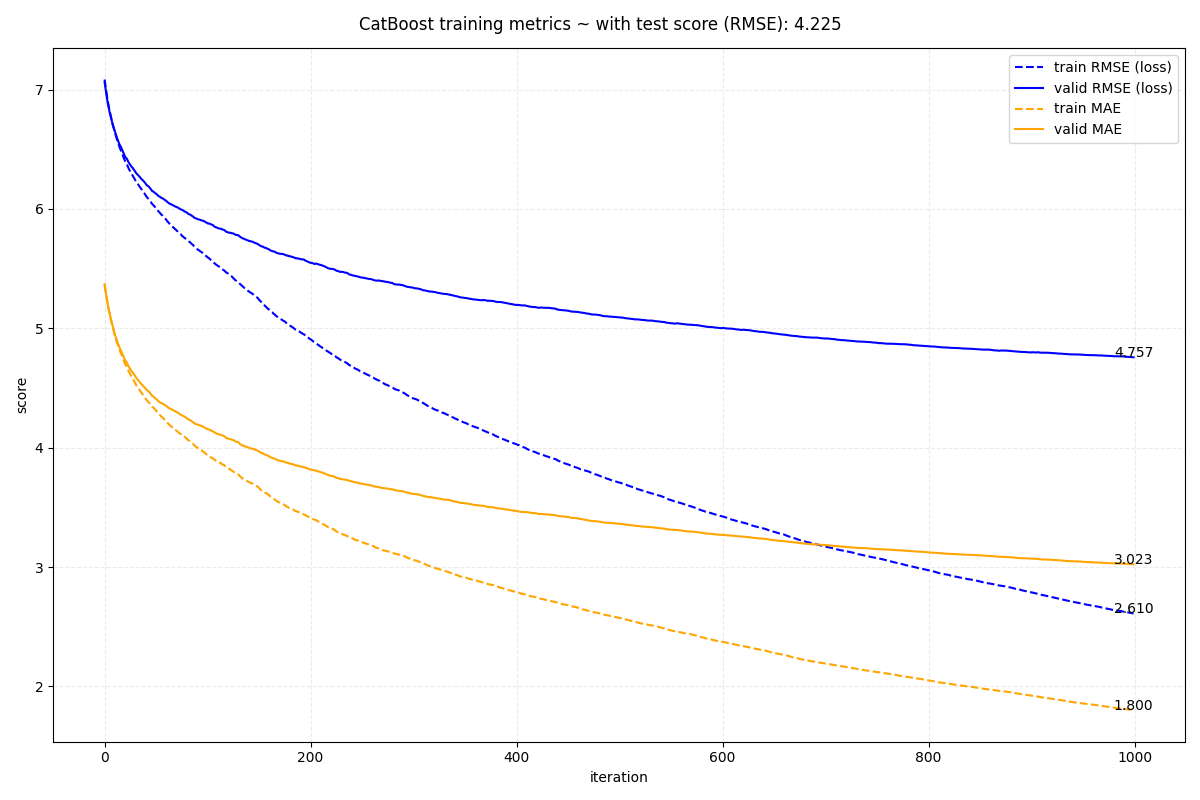 CatBoost training metrics ~ with test score (RMSE): 4.225
train RMSE (loss)
valid RMSE (loss)
train MAE
valid MAE
7
6
5
4
3
2
score
4.757
3.023
2.610
1.800
0 200 400 600 800 1000
iteration